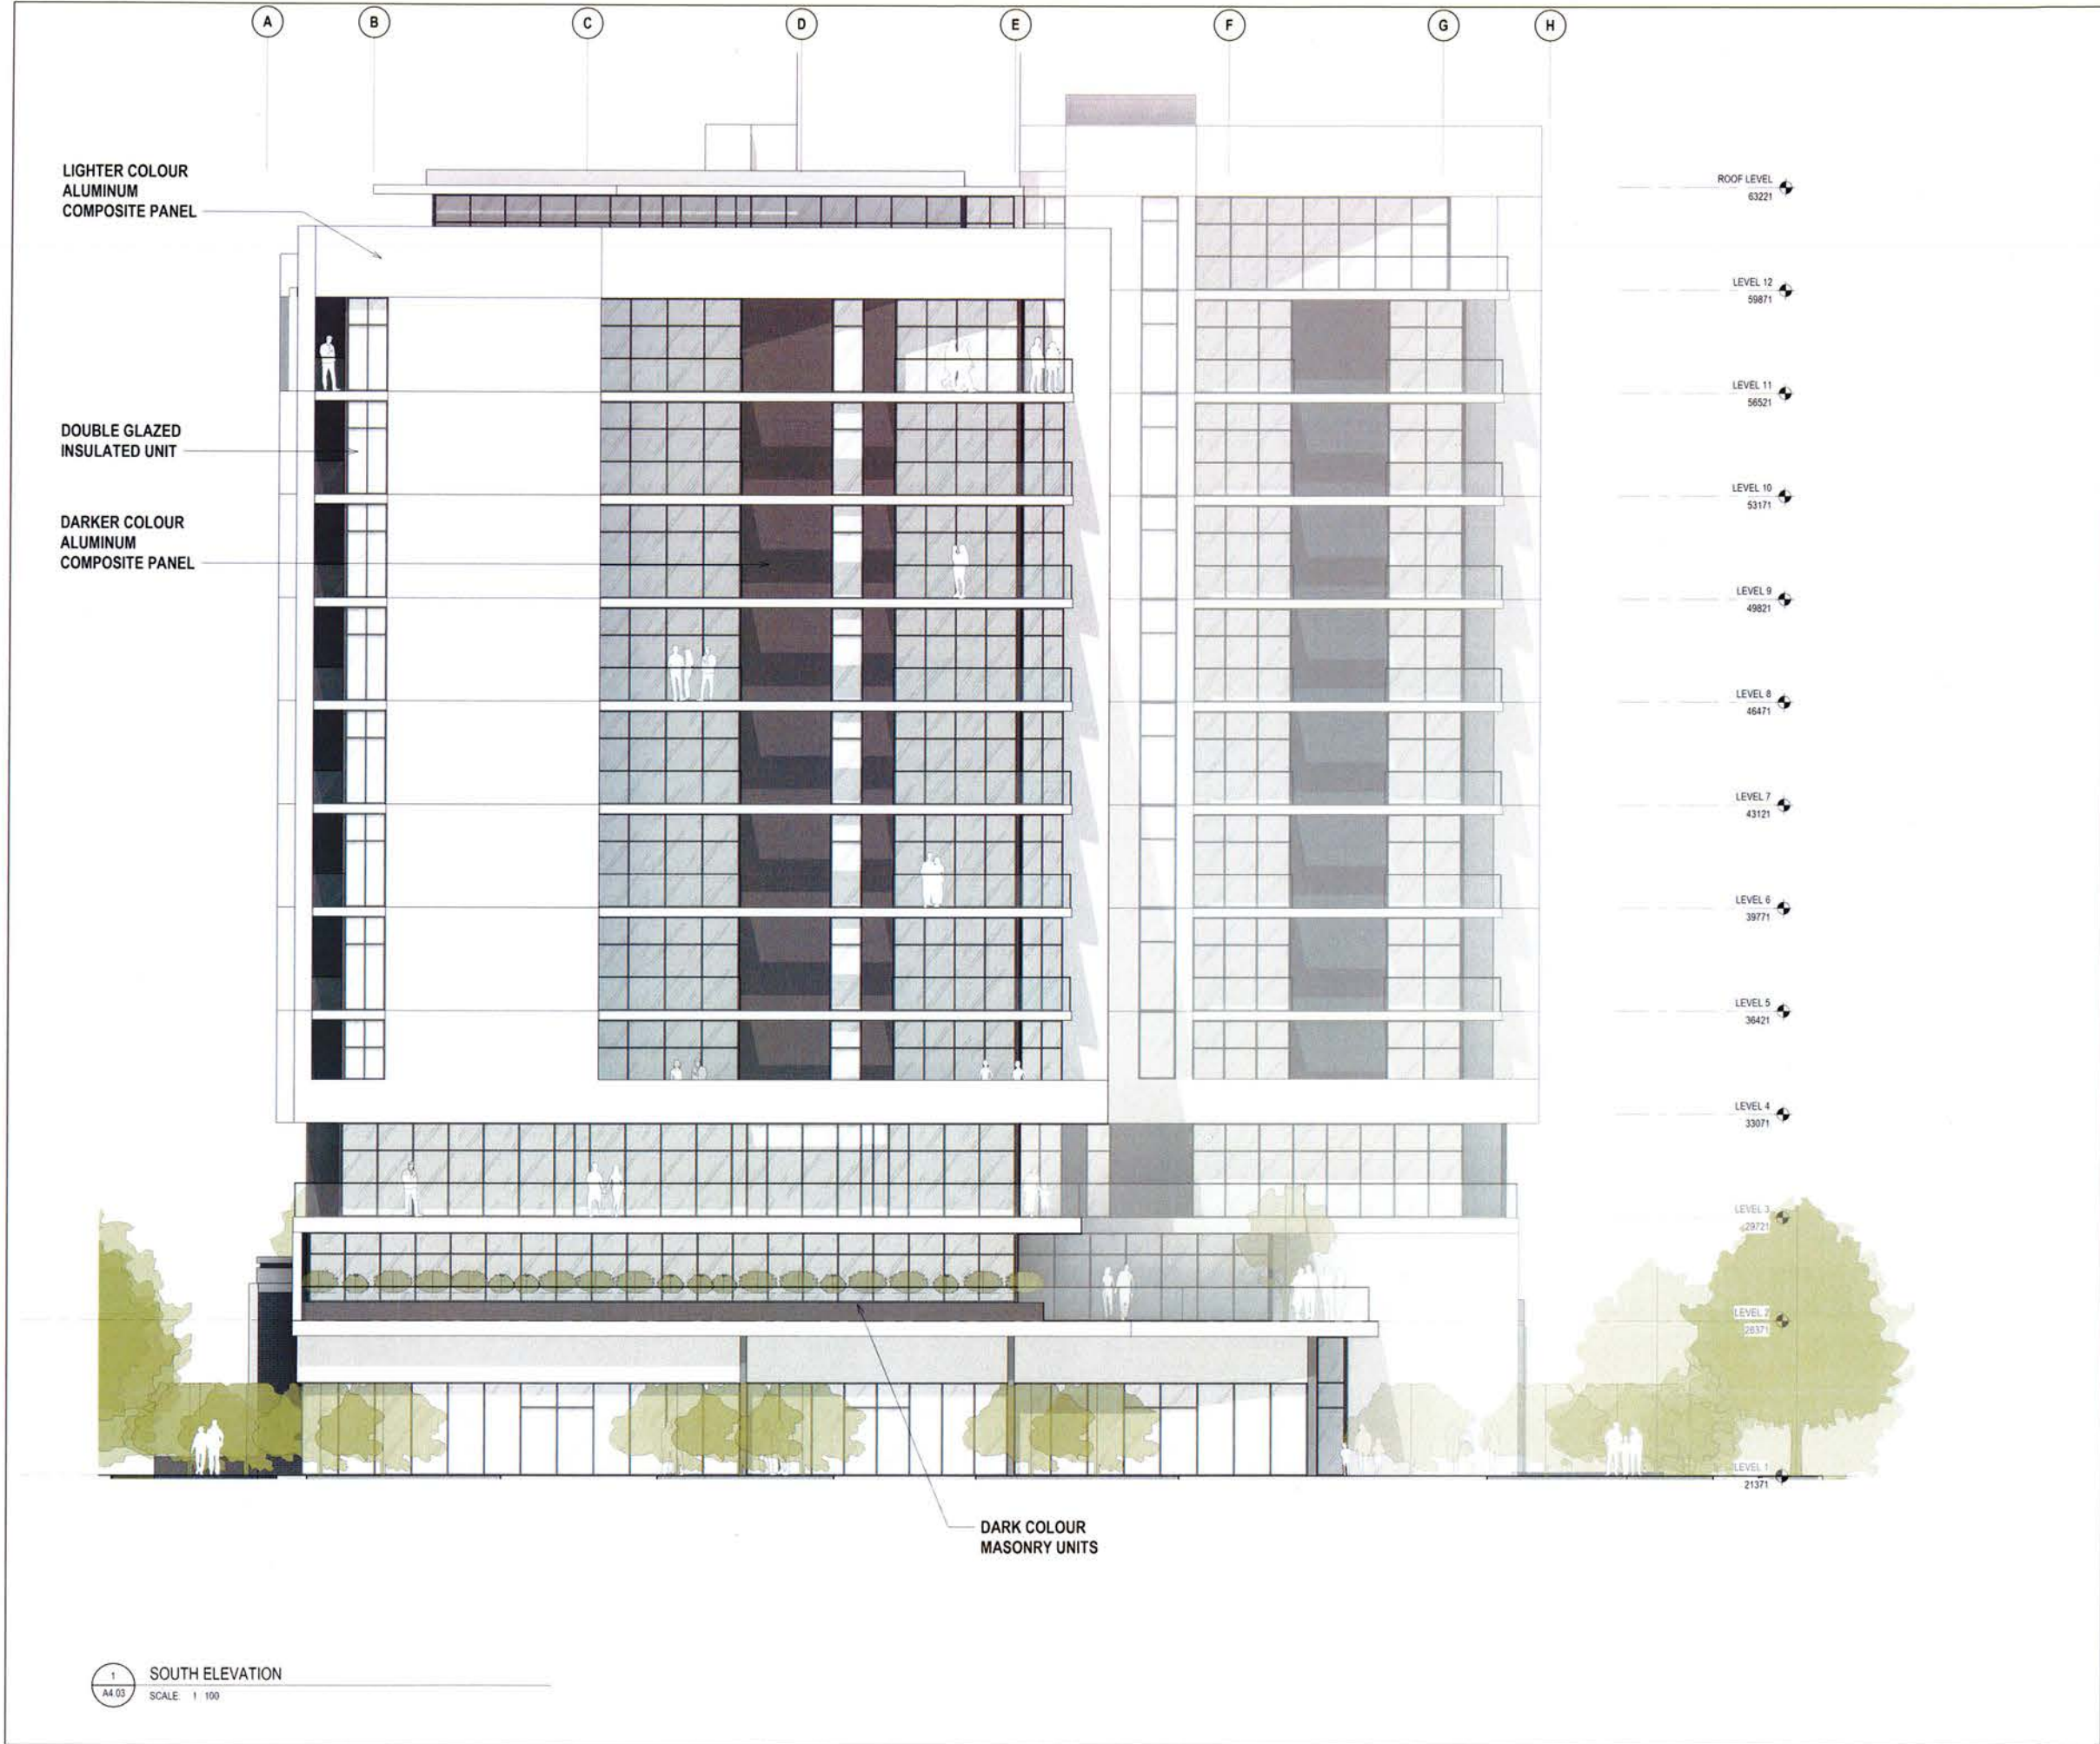 A B C D E F G H
LIGHTER COLOUR
ALUMINUM
COMPOSITE PANEL
DOUBLE GLAZED
INSULATED UNIT
DARKER COLOUR
ALUMINUM
COMPOSITE PANEL
ROOF LEVEL
63221
LEVEL 12
59871
LEVEL 11
56521
LEVEL 10
53171
LEVEL 9
49821
LEVEL 8
46471
LEVEL 7
43121
LEVEL 6
39771
LEVEL 5
36421
LEVEL 4
33071
LEVEL 3
29721
LEVEL 2
26371
LEVEL 1
21371
DARK COLOUR
MASONRY UNITS
1
A4.03
SOUTH ELEVATION
SCALE: 1 100